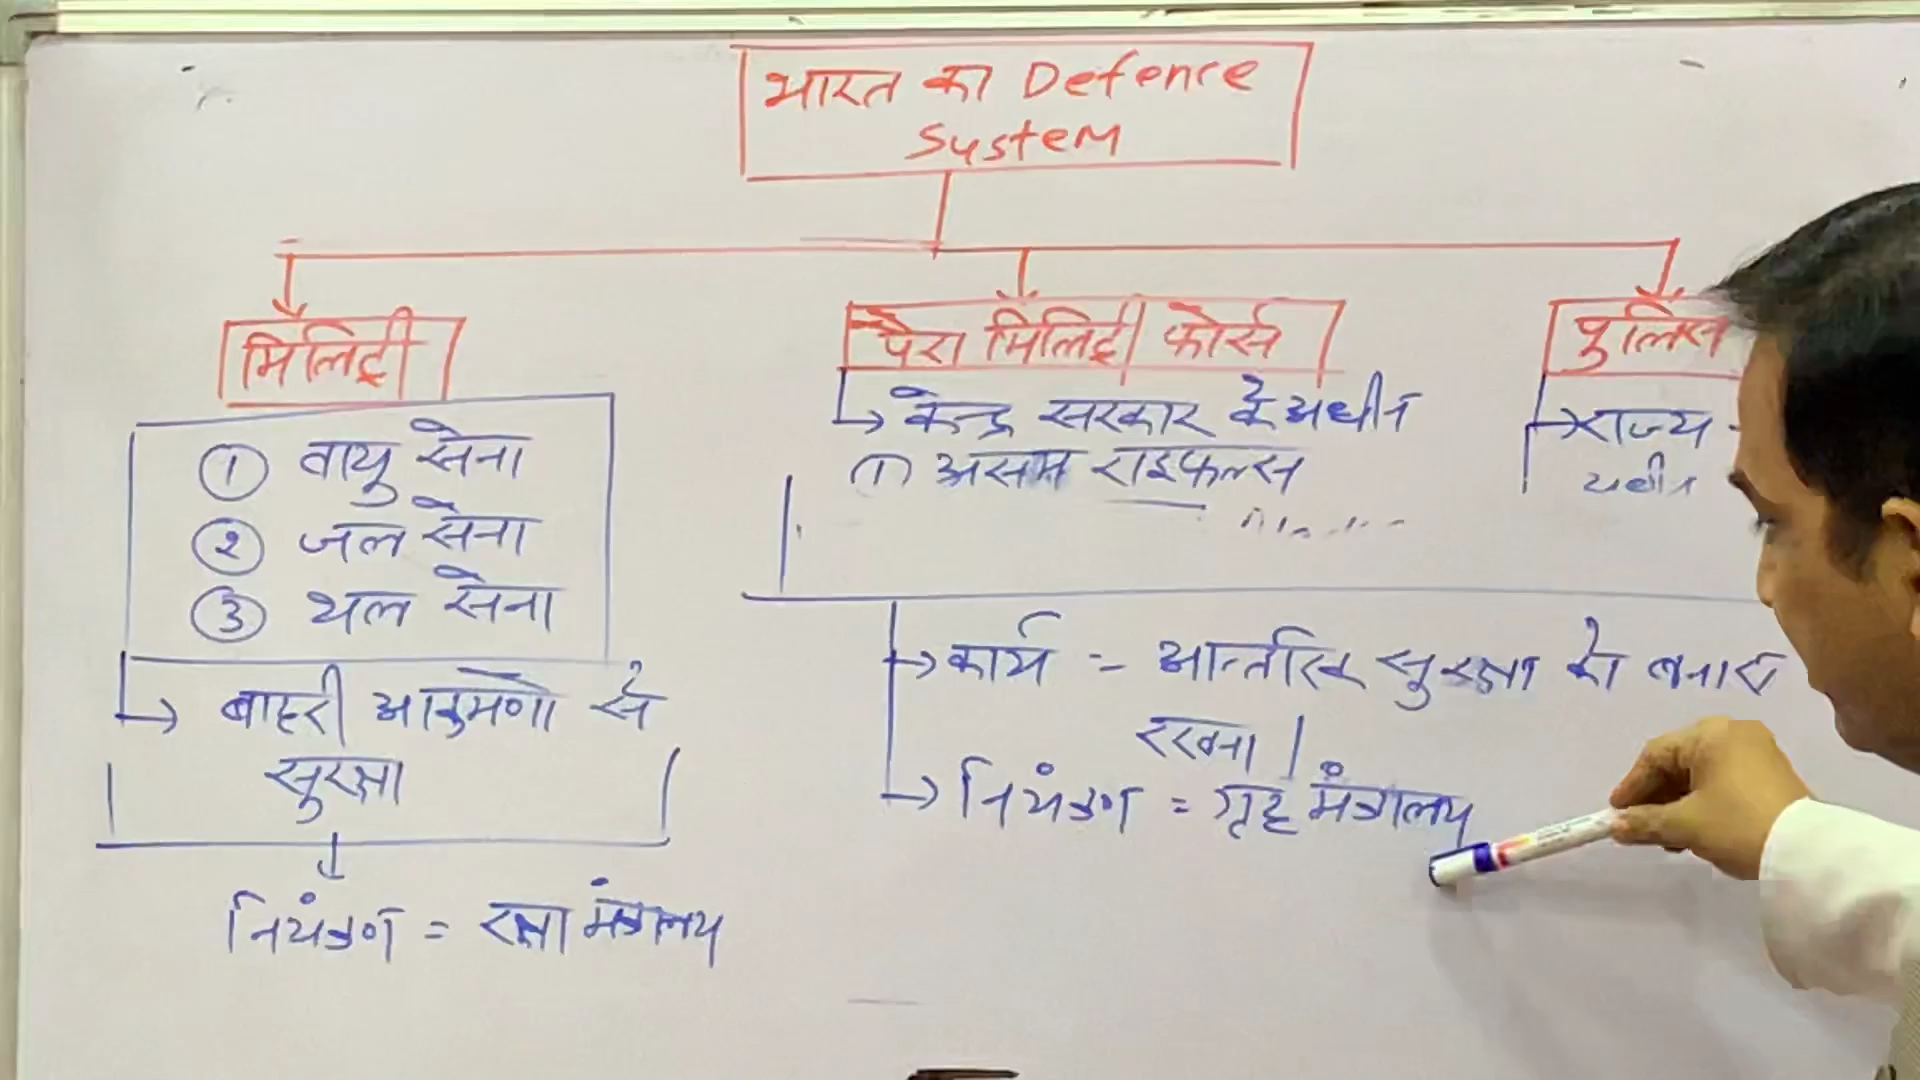 भारत का Defence
System
मिलिट्री
① वायु सेना
② जल सेना
③ थल सेना
→ बाहरी आक्रमणों से
सुरक्षा
नियंत्रण = रक्षा मंत्रालय
पैरा मिलिट्री फोर्स
→ केन्द्र सरकार के अधीन
(1) असम राइफल्स
→ कार्य :- आन्तरिक सुरक्षा को बनाए
रखना |
→ नियंत्रण = गृह मंत्रालय
पुलिस
→ राज्य